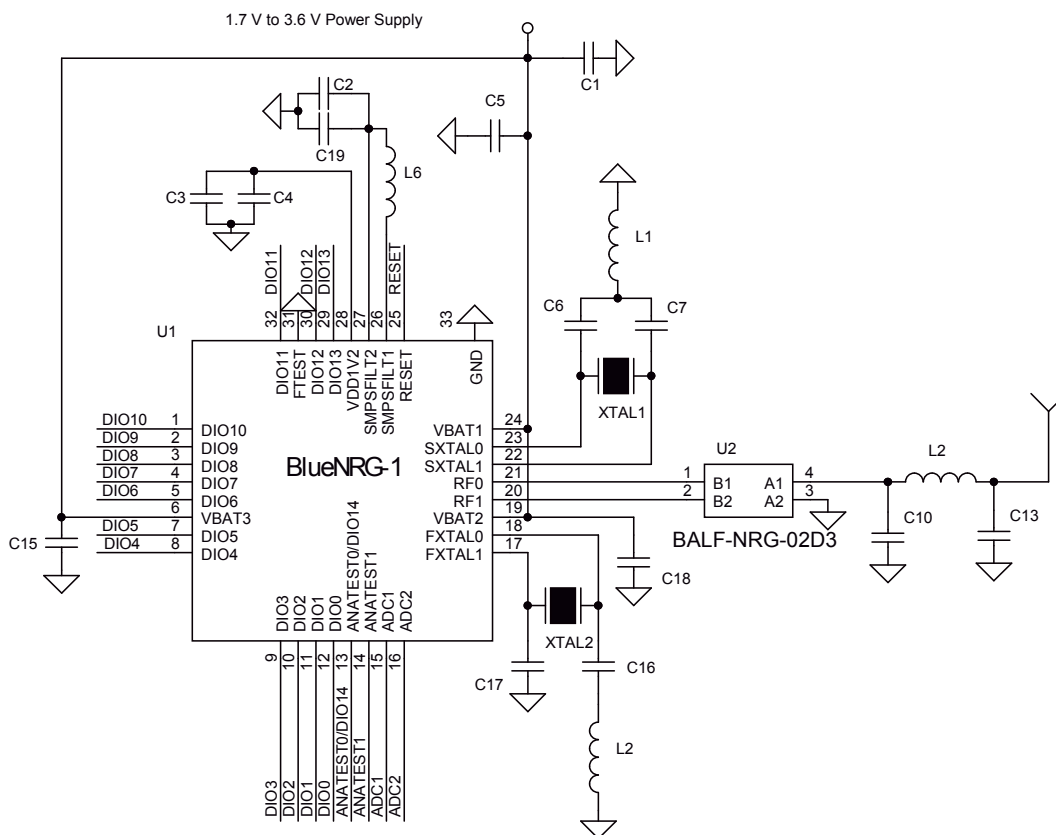 1.7 V to 3.6 V Power Supply
C1
C2
C5
C19
L6
C3
C4
L1
DIO11
DIO12
DIO13
RESET
C6
C7
32
31
30
29
28
27
26
25
33
U1
DIO11
FTEST
DIO12
DIO13
VDD1V2
SMPSFILT2
SMPSFILT1
RESET
GND
XTAL1
DIO10 1 DIO10
DIO9 2 DIO9
DIO8 3 DIO8
DIO7 4 DIO7
DIO6 5 DIO6
6 VBAT3
DIO5 7 DIO5
DIO4 8 DIO4
C15
BlueNRG-1
VBAT1 24
SXTAL0 23
SXTAL1 22
RF0 21
RF1 20
VBAT2 19
FXTAL0 18
FXTAL1 17
U2
1 B1 A1 4
2 B2 A2 3
BALF-NRG-02D3
L2
C10
C13
C18
DIO3
DIO2
DIO1
DIO0
ANATEST0/DIO14
ANATEST1
ADC1
ADC2
XTAL2
C17
C16
9
10
11
12
13
14
15
16
L2
DIO3
DIO2
DIO1
DIO0
ANATEST0/DIO14
ANATEST1
ADC1
ADC2